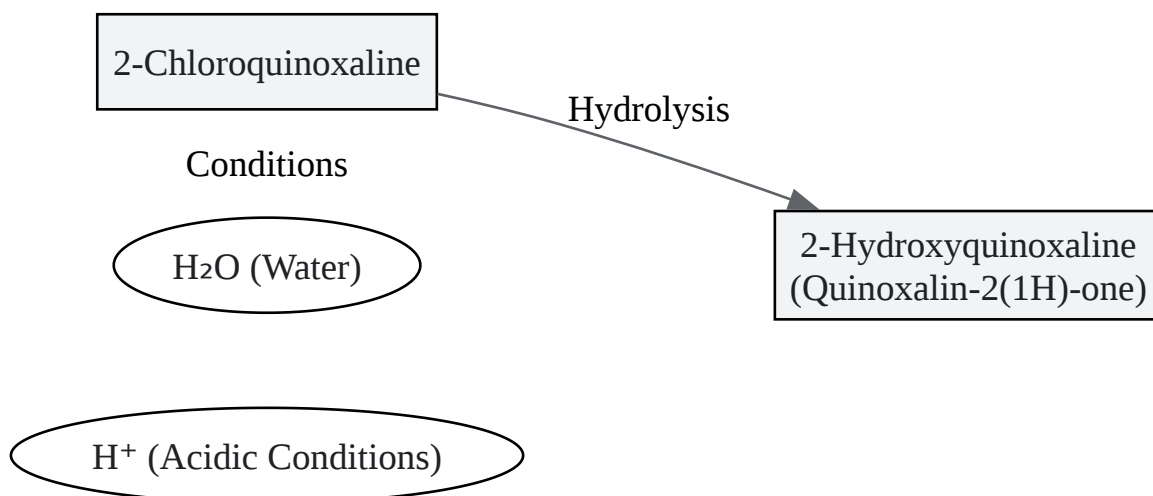 2-Chloroquinoxaline
Hydrolysis
Conditions
H₂O (Water)
2-Hydroxyquinoxaline
(Quinoxalin-2(1H)-one)
H⁺ (Acidic Conditions)